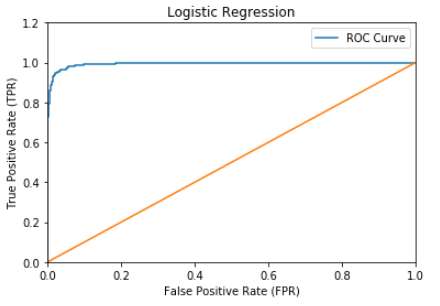 Logistic Regression
ROC Curve
True Positive Rate (TPR)
1.2
1.0
0.8
0.6
0.4
0.2
0.0
0.0 0.2 0.4 0.6 0.8 1.0
False Positive Rate (FPR)